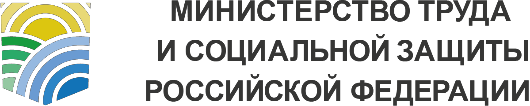 МИНИСТЕРСТВО ТРУДА
И СОЦИАЛЬНОЙ ЗАЩИТЫ
РОССИЙСКОЙ ФЕДЕРАЦИИ